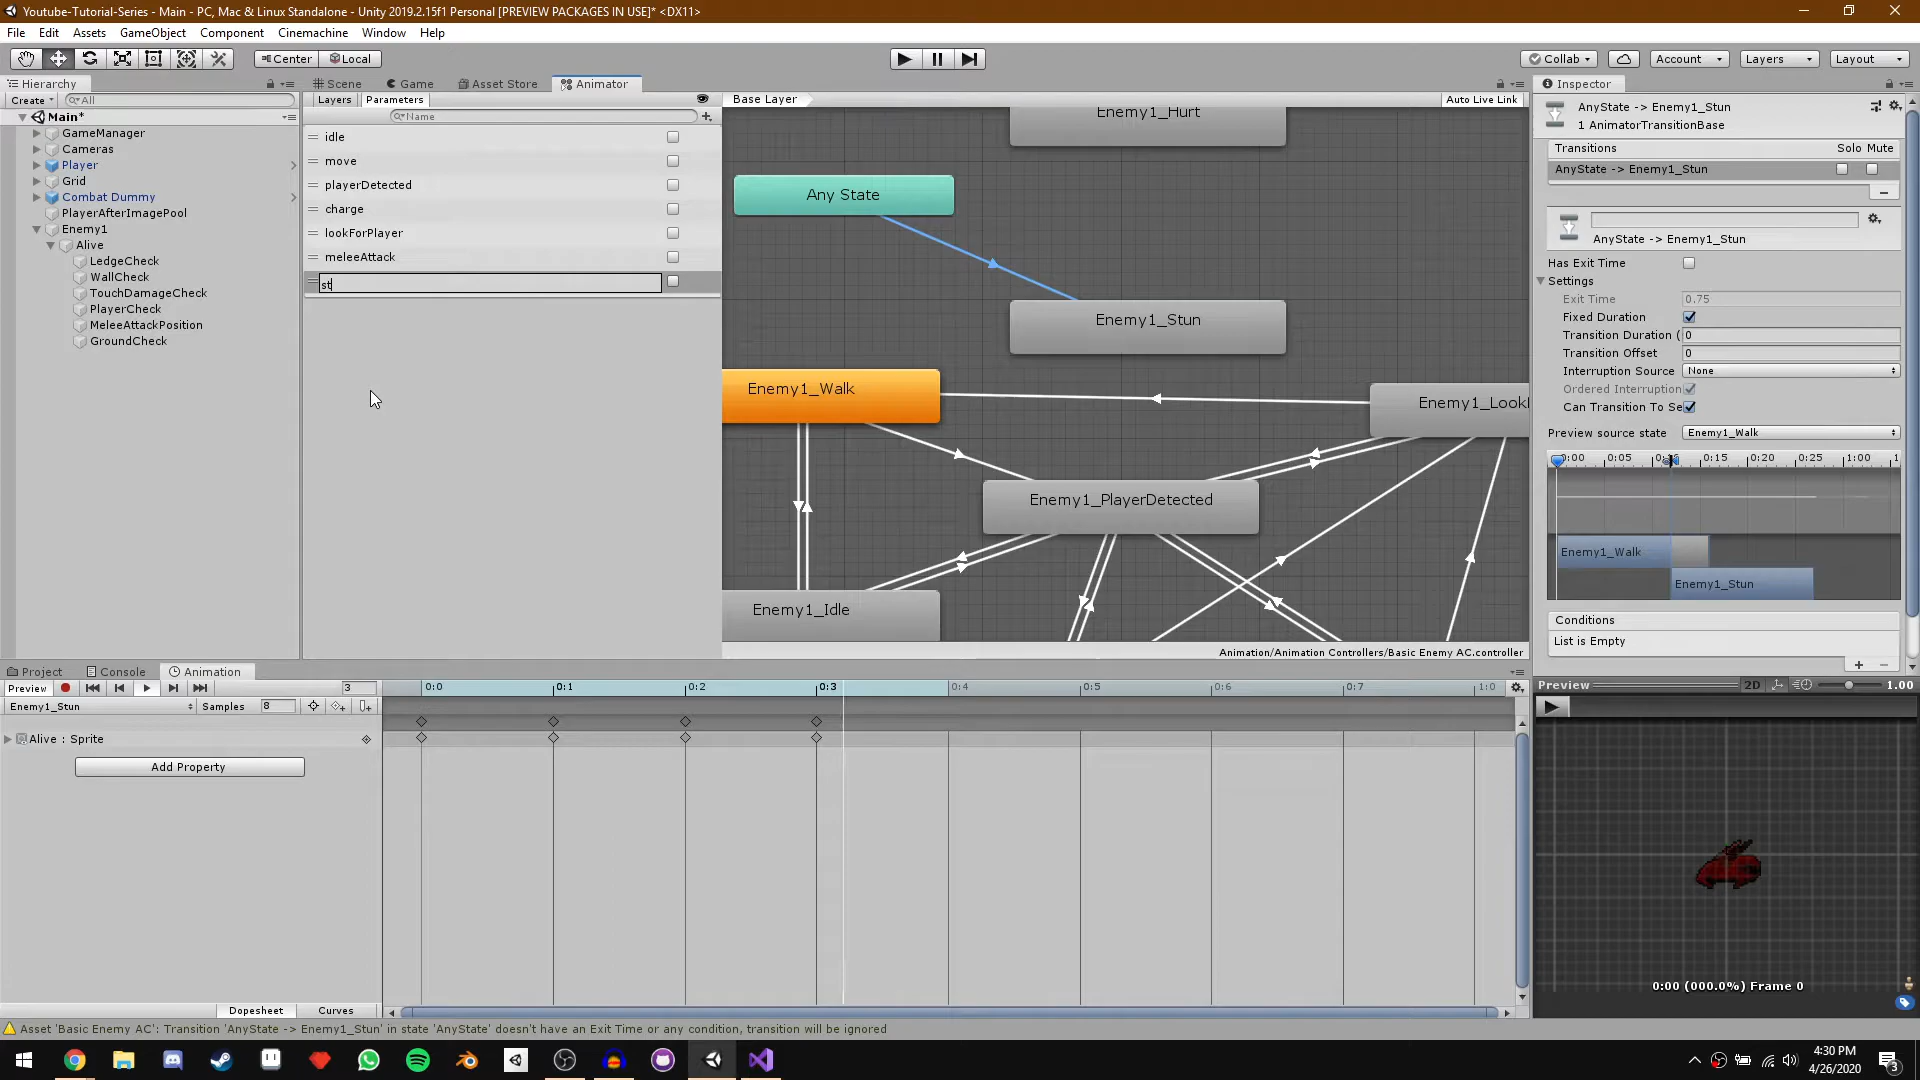 Youtube-Tutorial-Series - Main - PC, Mac & Linux Standalone - Unity 2019.2.15f1 Personal [PREVIEW PACKAGES IN USE]* <DX11>
File Edit Assets GameObject Component Cinemachine Window Help
Center Local Collab Account Layers Layout
Hierarchy Scene Game Asset Store Animator Inspector
Create All Layers Parameters Base Layer Auto Live Link
Main*
GameManager
Cameras
Player
Grid
Combat Dummy
PlayerAfterImagePool
Enemy1
Alive
LedgeCheck
WallCheck
TouchDamageCheck
PlayerCheck
MeleeAttackPosition
GroundCheck
Name
idle
move
playerDetected
charge
lookForPlayer
meleeAttack
st
Enemy1_Hurt
Any State
Enemy1_Stun
Enemy1_Walk
Enemy1_PlayerDetected
Enemy1_Idle
Animation/Animation Controllers/Basic Enemy AC.controller
AnyState -> Enemy1_Stun
1 AnimatorTransitionBase
Transitions Solo Mute
AnyState -> Enemy1_Stun
AnyState -> Enemy1_Stun
Has Exit Time
Settings
Exit Time 0.75
Fixed Duration
Transition Duration ( 0
Transition Offset 0
Interruption Source None
Ordered Interruption
Can Transition To Se
Preview source state Enemy1_Walk
0:00 0:05 0:15 0:20 0:25 1:00 1
Enemy1_Walk
Enemy1_Stun
Conditions
List is Empty
Project Console Animation
Preview 3 0:0 0:1 0:2 0:3 0:4 0:5 0:6 0:7 1:0
Enemy1_Stun Samples 8
Alive : Sprite
Add Property
Dopesheet Curves
Preview 2D 1.00
0:00 (000.0%) Frame 0
Asset 'Basic Enemy AC': Transition 'AnyState -> Enemy1_Stun' in state 'AnyState' doesn't have an Exit Time or any condition, transition will be ignored
4:30 PM
4/26/2020
3